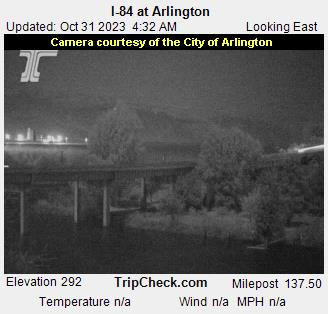 I-84 at Arlington
Updated: Oct 31 2023 4:32 AM Looking East
Camera courtesy of the City of Arlington
Elevation 292 TripCheck.com Milepost 137.50
Temperature n/a Wind n/a MPH n/a